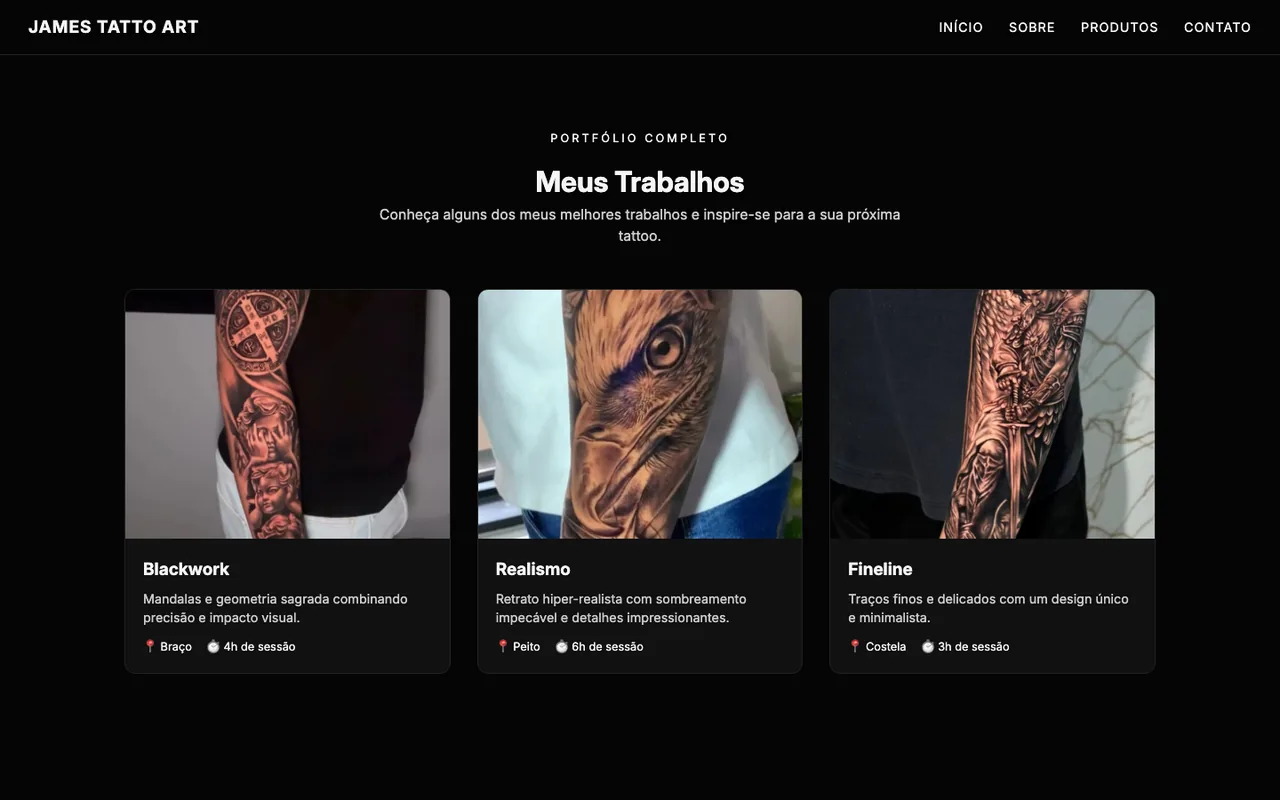 JAMES TATTO ART
INÍCIO SOBRE PRODUTOS CONTATO
PORTFÓLIO COMPLETO
Meus Trabalhos
Conheça alguns dos meus melhores trabalhos e inspire-se para a sua próxima
tattoo.
Blackwork
Mandalas e geometria sagrada combinando
precisão e impacto visual.
📍 Braço ⏱️ 4h de sessão
Realismo
Retrato hiper-realista com sombreamento
impecável e detalhes impressionantes.
📍 Peito ⏱️ 6h de sessão
Fineline
Traços finos e delicados com um design único
e minimalista.
📍 Costela ⏱️ 3h de sessão